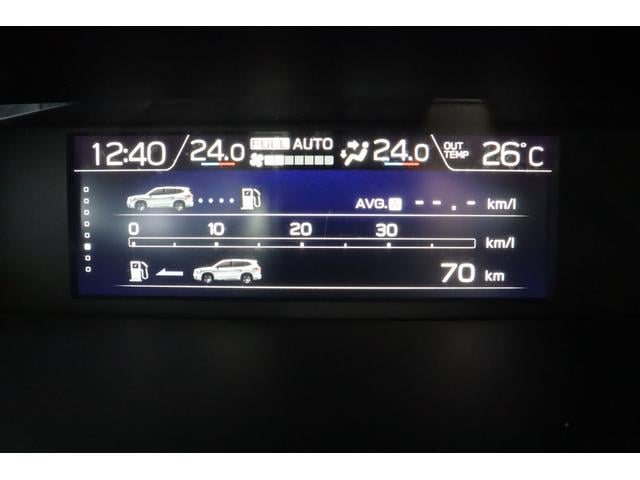 12:40 24.0 FULL AUTO 24.0 OUT TEMP 26°C
AVG. A --.- km/l
0 10 20 30 km/l
70 km